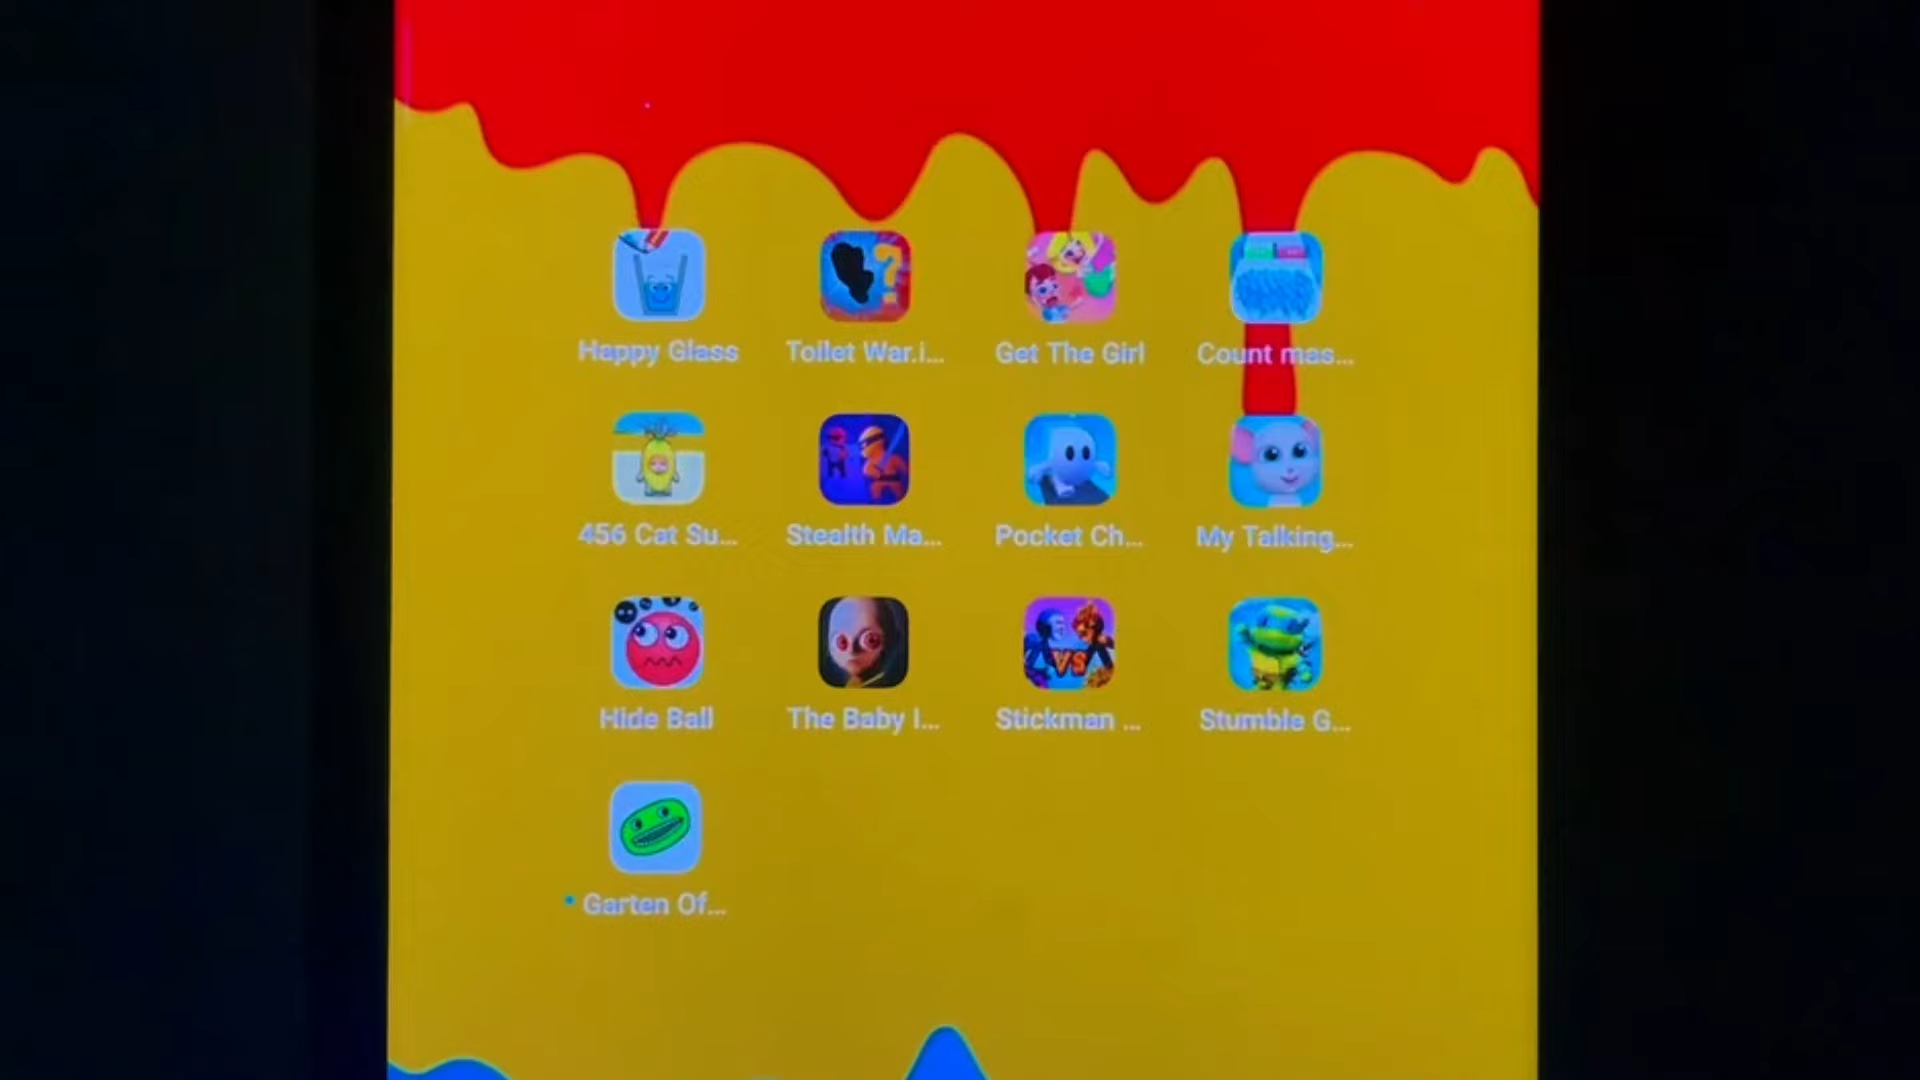 Happy Glass
Toilet War.i...
Get The Girl
Count mas...
456 Cat Su...
Stealth Ma...
Pocket Ch...
My Talking...
Hide Ball
The Baby I...
Stickman ...
VS
Stumble G...
Garten Of...